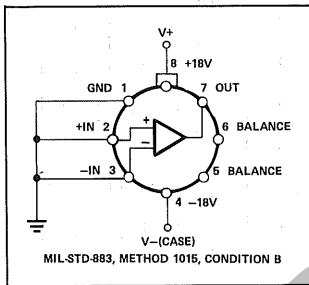 V+
8 +18V
GND 1
7 OUT
+IN 2
+
6 BALANCE
−
−IN 3
5 BALANCE
4 −18V
V−(CASE)
MIL-STD-883, METHOD 1015, CONDITION B